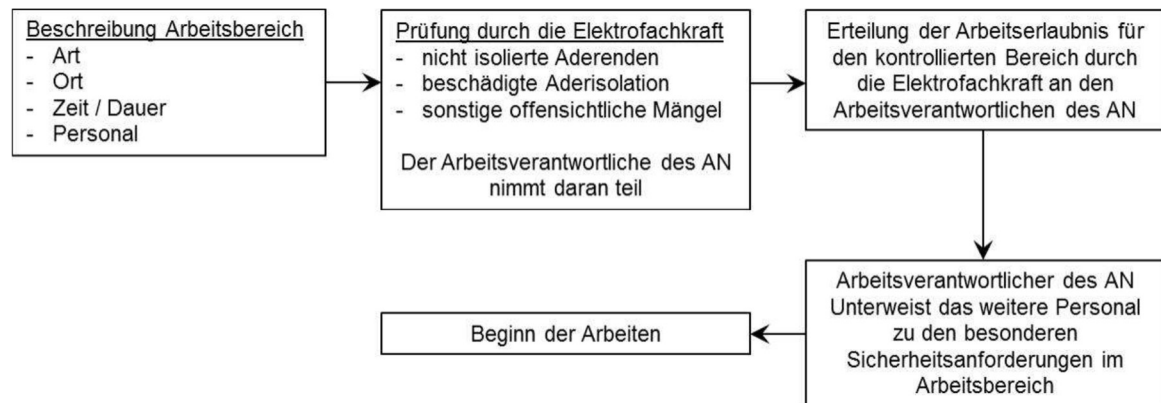 Beschreibung Arbeitsbereich
- Art
- Ort
- Zeit / Dauer
- Personal
Prüfung durch die Elektrofachkraft
- nicht isolierte Aderenden
- beschädigte Aderisolation
- sonstige offensichtliche Mängel
Der Arbeitsverantwortliche des AN
nimmt daran teil
Erteilung der Arbeitserlaubnis für
den kontrollierten Bereich durch
die Elektrofachkraft an den
Arbeitsverantwortlichen des AN
Arbeitsverantwortlicher des AN
Unterweist das weitere Personal
zu den besonderen
Sicherheitsanforderungen im
Arbeitsbereich
Beginn der Arbeiten